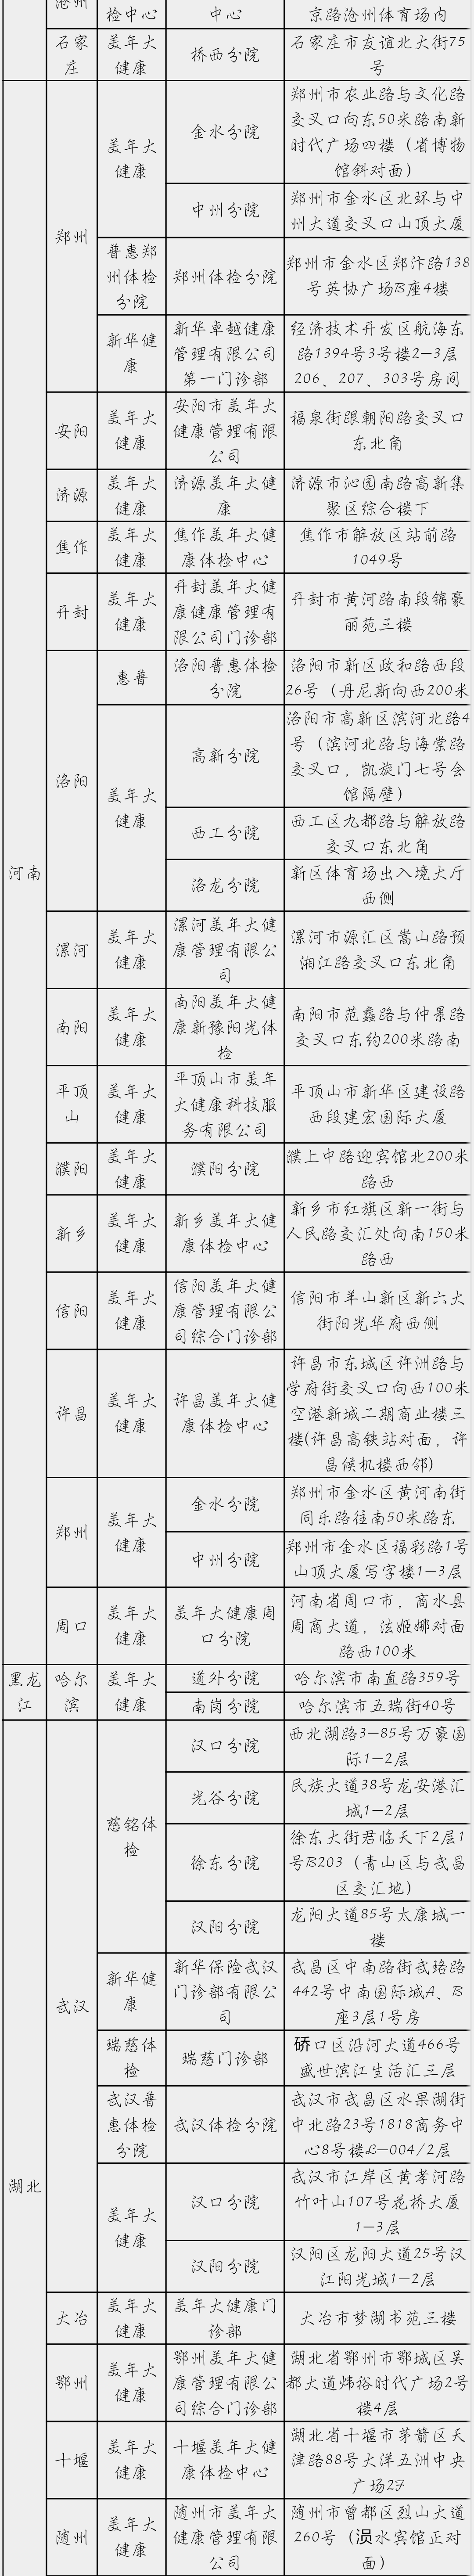 沧州
检中心
中心
京路沧州体育场内
石家
庄
美年大
健康
桥西分院
石家庄市友谊北大街75
号
河南
郑州
美年大
健康
金水分院
郑州市农业路与文化路
交叉口向东50米路南新
时代广场四楼（省博物
馆斜对面）
中州分院
郑州市金水区北环与中
州大道交叉口山顶大厦
普惠郑
州体检
分院
郑州体检分院
郑州市金水区郑汴路138
号英协广场B座4楼
新华健
康
新华卓越健康
管理有限公司
第一门诊部
经济技术开发区航海东
路1394号3号楼2-3层
206、207、303号房间
安阳
美年大
健康
安阳市美年大
健康管理有限
公司
福泉街跟朝阳路交叉口
东北角
济源
美年大
健康
济源美年大健
康
济源市沁园南路高新集
聚区综合楼下
焦作
美年大
健康
焦作美年大健
康体检中心
焦作市解放区站前路
1049号
开封
美年大
健康
开封美年大健
康健康管理有
限公司门诊部
开封市黄河路南段锦豪
丽苑三楼
洛阳
惠普
洛阳普惠体检
分院
洛阳市新区政和路西段
26号（丹尼斯向西200米
美年大
健康
高新分院
洛阳市高新区滨河北路4
号（滨河北路与海棠路
交叉口，凯旋门七号会
馆隔壁）
西工分院
西工区九都路与解放路
交叉口东北角
洛龙分院
新区体育场出入境大厅
西侧
漯河
美年大
健康
漯河美年大健
康管理有限公
司
漯河市源汇区嵩山路预
湘江路交叉口东北角
南阳
美年大
健康
南阳美年大健
康新豫阳光体
检
南阳市范蠡路与仲景路
交叉口东约200米路南
平顶
山
美年大
健康
平顶山市美年
大健康科技服
务有限公司
平顶山市新华区建设路
西段建宏国际大厦
濮阳
美年大
健康
濮阳分院
濮上中路迎宾馆北200米
路西
新乡
美年大
健康
新乡美年大健
康体检中心
新乡市红旗区新一街与
人民路交汇处向南150米
路西
信阳
美年大
健康
信阳美年大健
康管理有限公
司综合门诊部
信阳市羊山新区新六大
街阳光华府西侧
许昌
美年大
健康
许昌美年大健
康体检中心
许昌市东城区许洲路与
学府街交叉口向西100米
空港新城二期商业楼三
楼(许昌高铁站对面，许
昌候机楼西邻)
郑州
美年大
健康
金水分院
郑州市金水区黄河南街
同乐路往南50米路东
中州分院
郑州市金水区福彩路1号
山顶大厦写字楼1-3层
周口
美年大
健康
美年大健康周
口分院
河南省周口市，商水县
周商大道，法姬娜对面
路西100米
黑龙
江
哈尔
滨
美年大
健康
道外分院
哈尔滨市南直路359号
南岗分院
哈尔滨市五瑞街40号
湖北
武汉
慈铭体
检
汉口分院
西北湖路3-85号万豪国
际1-2层
光谷分院
民族大道38号龙安港汇
城1-2层
徐东分院
徐东大街君临天下2层1
号B203（青山区与武昌
区交汇地）
汉阳分院
龙阳大道85号太康城一
楼
新华健
康
新华保险武汉
门诊部有限公
司
武昌区中南路街武珞路
442号中南国际城A、B
座3层1号房
瑞慈体
检
瑞慈门诊部
硚口区沿河大道466号
盛世滨江生活汇三层
武汉普
惠体检
分院
武汉体检分院
武汉市武昌区水果湖街
中北路23号1818商务中
心8号楼L-004/2层
美年大
健康
汉口分院
武汉市江岸区黄孝河路
竹叶山107号花桥大厦
1-3层
汉阳分院
汉阳区龙阳大道25号汉
江阳光城1-2层
大冶
美年大
健康
美年大健康门
诊部
大冶市梦湖书苑三楼
鄂州
美年大
健康
鄂州美年大健
康管理有限公
司综合门诊部
湖北省鄂州市鄂城区吴
都大道炜裕时代广场2号
楼4层
十堰
美年大
健康
十堰美年大健
康体检中心
湖北省十堰市茅箭区天
津路88号大洋五洲中央
广场27
随州
美年大
健康
随州市美年大
健康管理有限
公司
随州市曾都区烈山大道
260号（涢水宾馆正对
面）